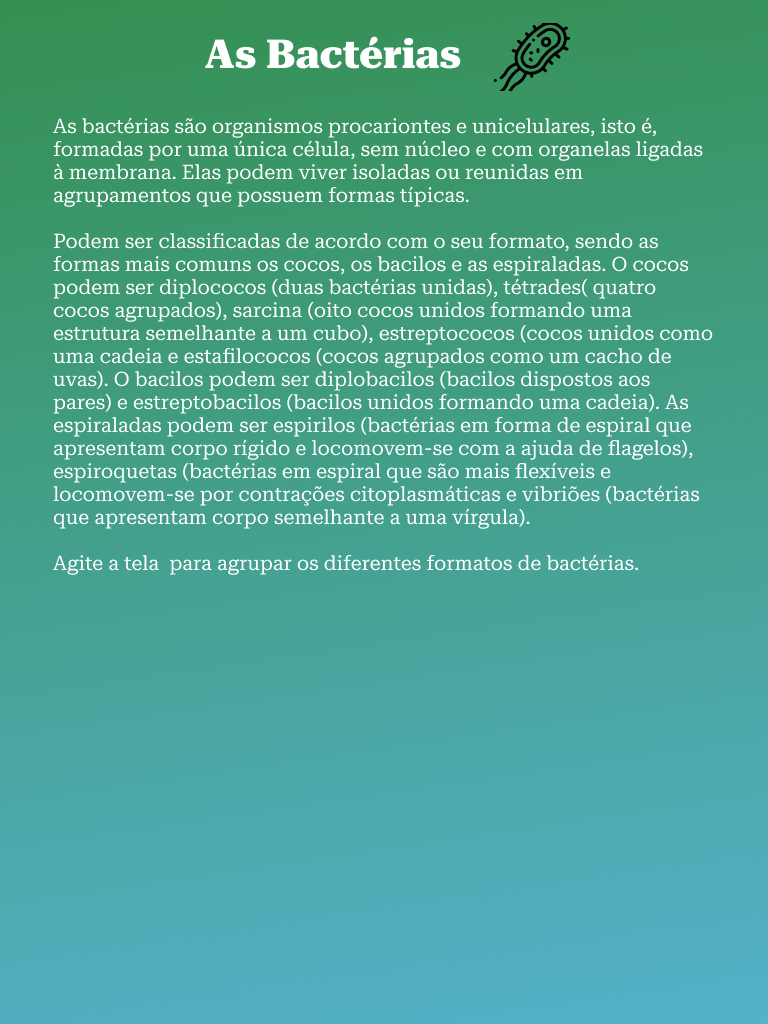 As Bactérias
As bactérias são organismos procariontes e unicelulares, isto é,
formadas por uma única célula, sem núcleo e com organelas ligadas
à membrana. Elas podem viver isoladas ou reunidas em
agrupamentos que possuem formas típicas.
Podem ser classificadas de acordo com o seu formato, sendo as
formas mais comuns os cocos, os bacilos e as espiraladas. O cocos
podem ser diplococos (duas bactérias unidas), tétrades( quatro
cocos agrupados), sarcina (oito cocos unidos formando uma
estrutura semelhante a um cubo), estreptococos (cocos unidos como
uma cadeia e estafilococos (cocos agrupados como um cacho de
uvas). O bacilos podem ser diplobacilos (bacilos dispostos aos
pares) e estreptobacilos (bacilos unidos formando uma cadeia). As
espiraladas podem ser espirilos (bactérias em forma de espiral que
apresentam corpo rígido e locomovem-se com a ajuda de flagelos),
espiroquetas (bactérias em espiral que são mais flexíveis e
locomovem-se por contrações citoplasmáticas e vibriões (bactérias
que apresentam corpo semelhante a uma vírgula).
Agite a tela  para agrupar os diferentes formatos de bactérias.